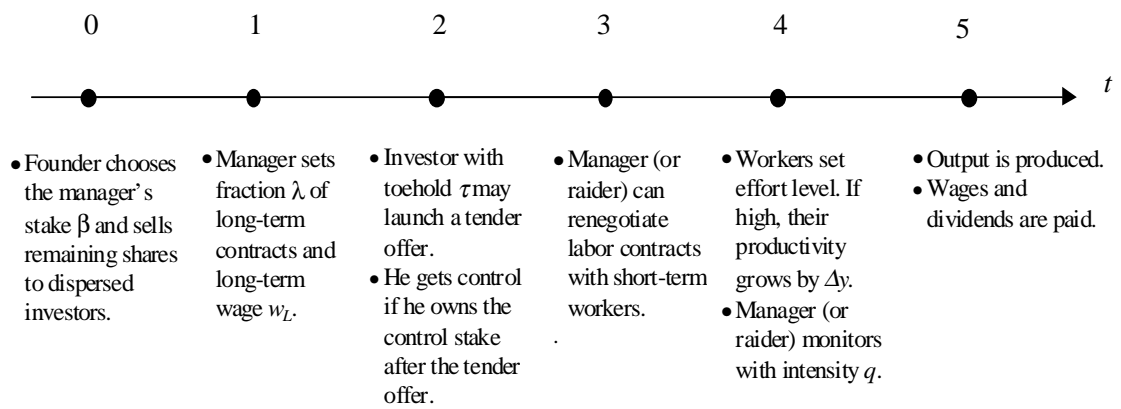 0
1
2
3
4
5
t
• Founder chooses
the manager's
stake β and sells
remaining shares
to dispersed
investors.
• Manager sets
fraction λ of
long-term
contracts and
long-term
wage wL.
• Investor with
toehold τ may
launch a tender
offer.
• He gets control
if he owns the
control stake
after the tender
offer.
• Manager (or
raider) can
renegotiate
labor contracts
with short-term
workers.
.
• Workers set
effort level. If
high, their
productivity
grows by Δy.
• Manager (or
raider) monitors
with intensity q.
• Output is produced.
• Wages and
dividends are paid.